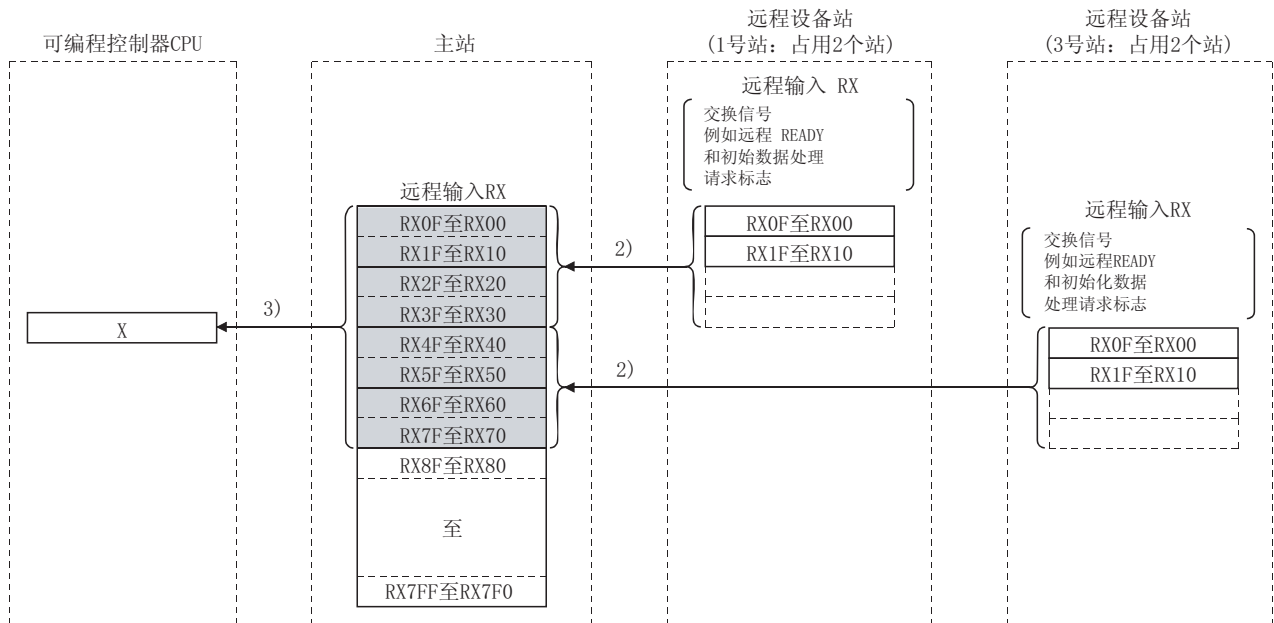 可编程控制器CPU
主站
远程设备站
(1号站：占用2个站)
远程设备站
(3号站：占用2个站)
远程输入 RX
交换信号
例如远程 READY
和初始数据处理
请求标志
远程输入RX
RX0F至RX00
RX1F至RX10
RX2F至RX20
RX3F至RX30
RX4F至RX40
RX5F至RX50
RX6F至RX60
RX7F至RX70
RX8F至RX80
至
RX7FF至RX7F0
RX0F至RX00
RX1F至RX10
2)
3)
X
2)
远程输入RX
交换信号
例如远程READY
和初始化数据
处理请求标志
RX0F至RX00
RX1F至RX10